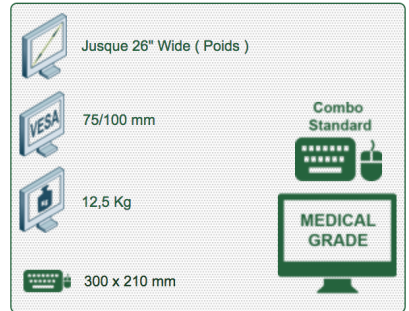 Jusque 26" Wide ( Poids )
VESA
75/100 mm
12,5 Kg
300 x 210 mm
Combo
Standard
MEDICAL
GRADE